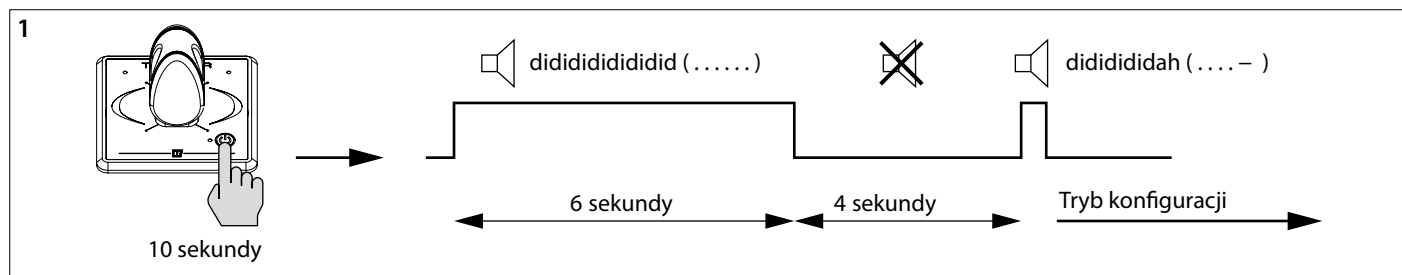 1
didididididididid ( . . . . . . )
didididididah ( . . . . – )
6 sekundy
4 sekundy
Tryb konfiguracji
10 sekundy